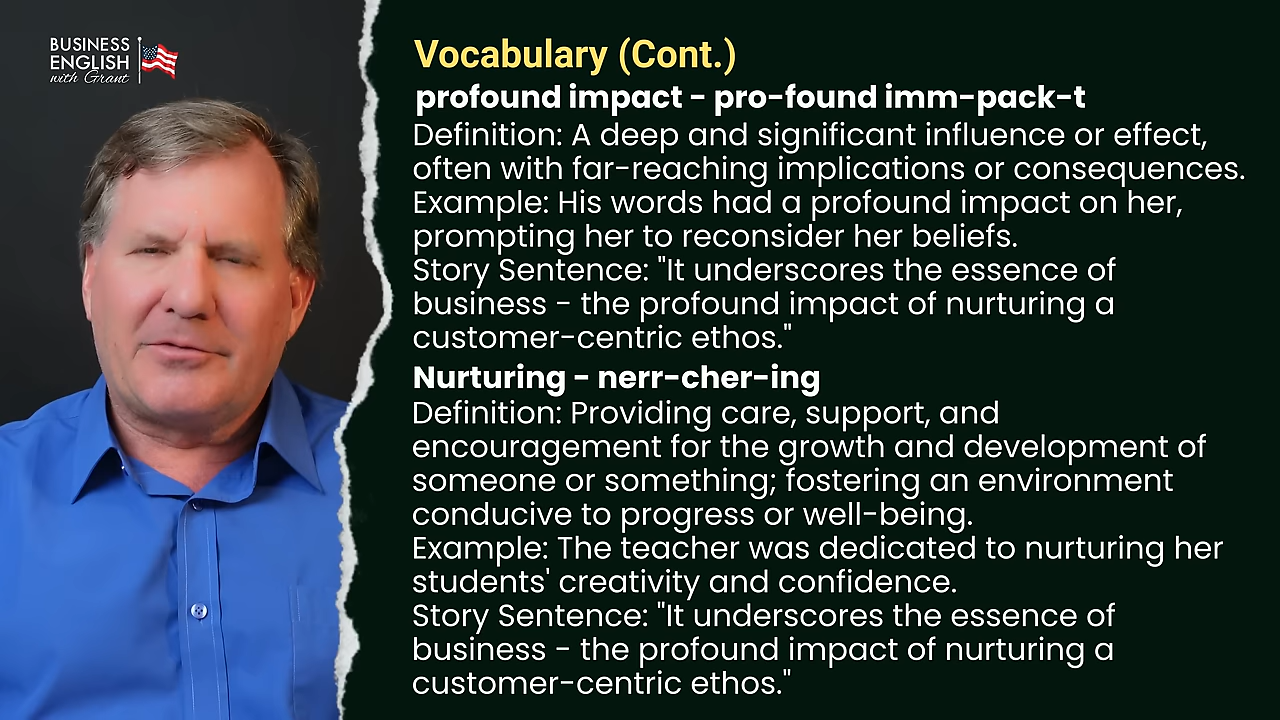 BUSINESS
ENGLISH
with Grant
Vocabulary (Cont.)
profound impact - pro-found imm-pack-t
Definition: A deep and significant influence or effect,
often with far-reaching implications or consequences.
Example: His words had a profound impact on her,
prompting her to reconsider her beliefs.
Story Sentence: "It underscores the essence of
business - the profound impact of nurturing a
customer-centric ethos."
Nurturing - nerr-cher-ing
Definition: Providing care, support, and
encouragement for the growth and development of
someone or something; fostering an environment
conducive to progress or well-being.
Example: The teacher was dedicated to nurturing her
students' creativity and confidence.
Story Sentence: "It underscores the essence of
business - the profound impact of nurturing a
customer-centric ethos."